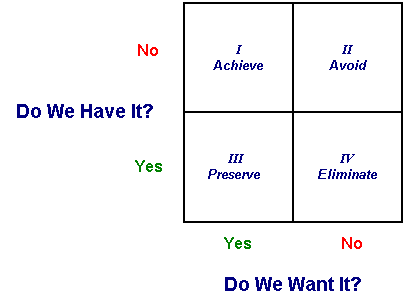 No
I
Achieve
II
Avoid
Do We Have It?
Yes
III
Preserve
IV
Eliminate
Yes
No
Do We Want It?